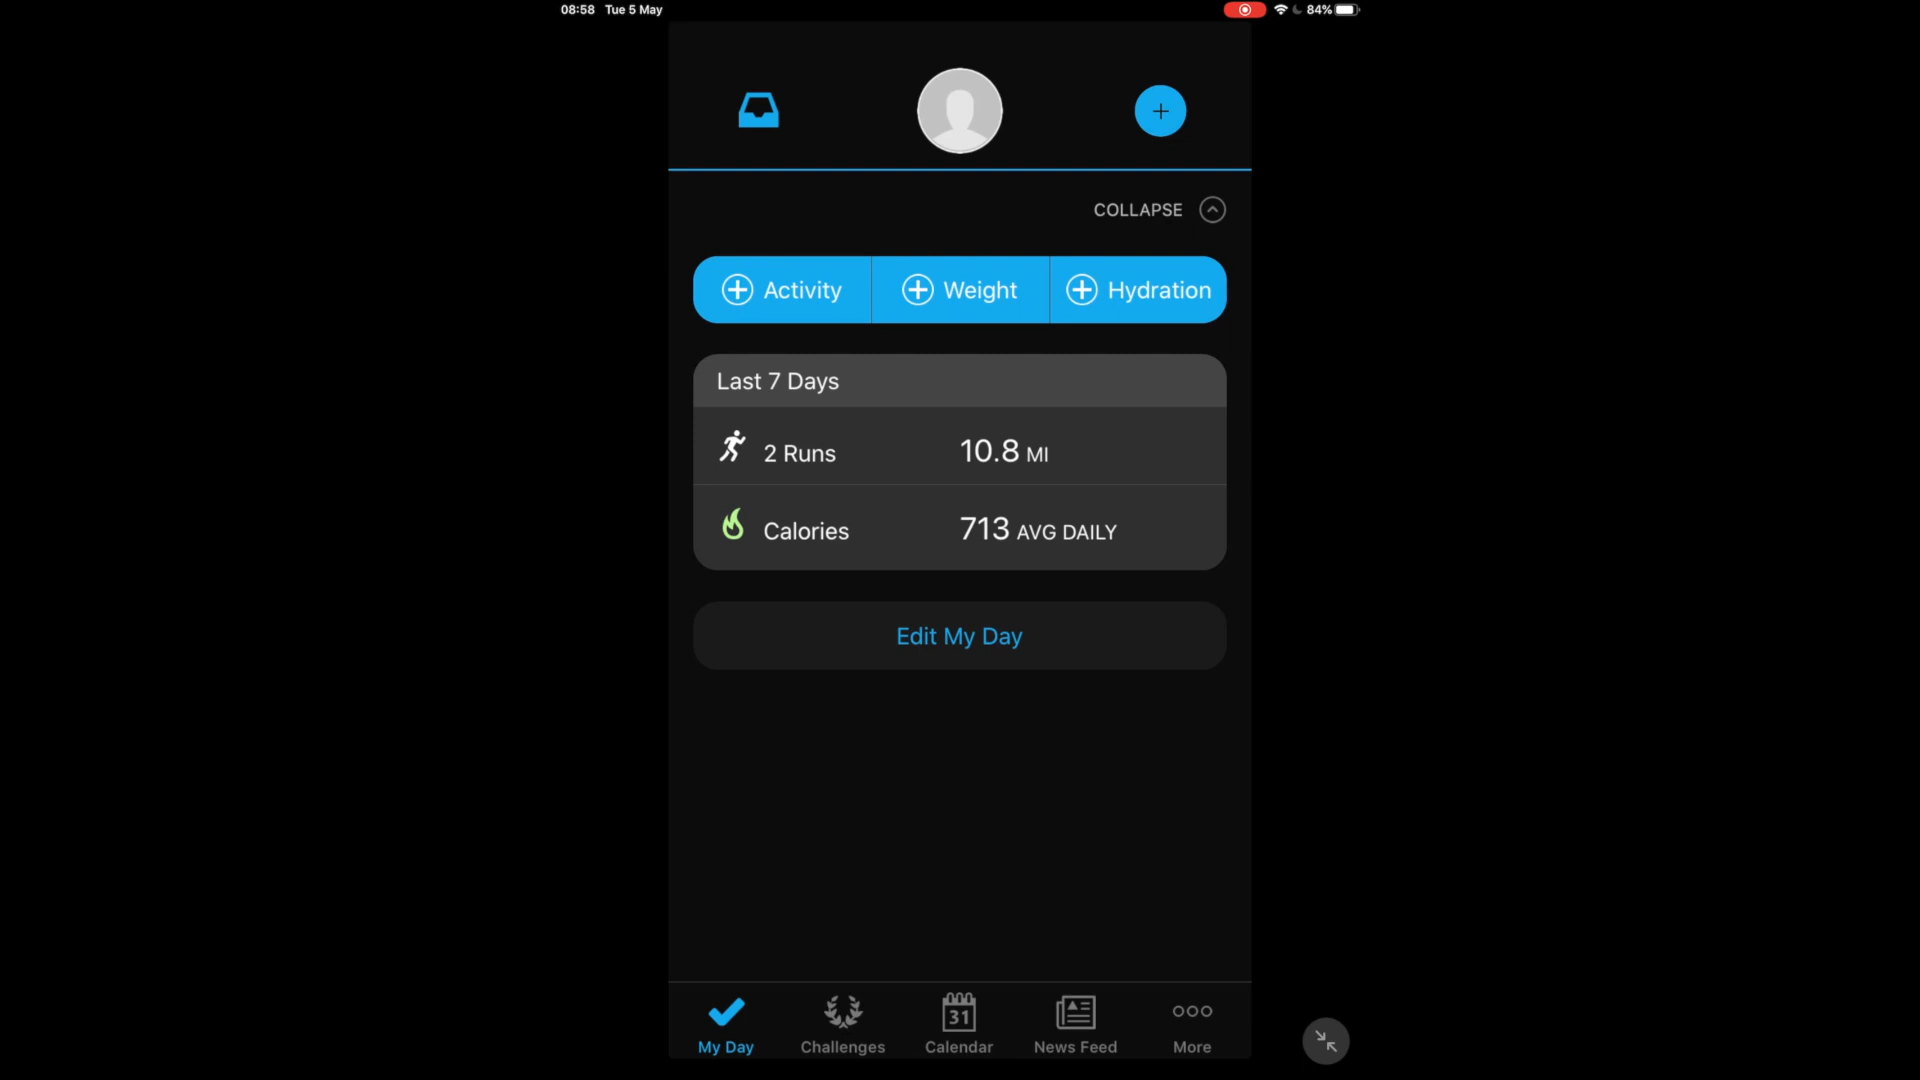 08:58 Tue 5 May 84%
COLLAPSE
Activity Weight Hydration
Last 7 Days
2 Runs 10.8 MI
Calories 713 AVG DAILY
Edit My Day
31
My Day Challenges Calendar News Feed More